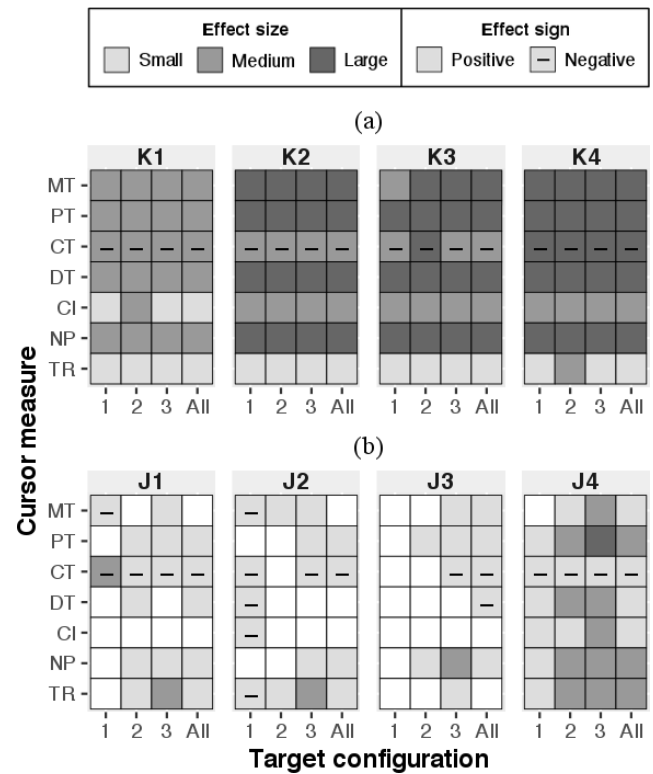 Effect size Effect sign
Small Medium Large Positive Negative
(a)
K1 K2 K3 K4
MT
PT
CT
DT
CI
NP
TR
1 2 3 All 1 2 3 All 1 2 3 All 1 2 3 All
Cursor measure
(b)
J1 J2 J3 J4
MT
PT
CT
DT
CI
NP
TR
1 2 3 All 1 2 3 All 1 2 3 All 1 2 3 All
Target configuration